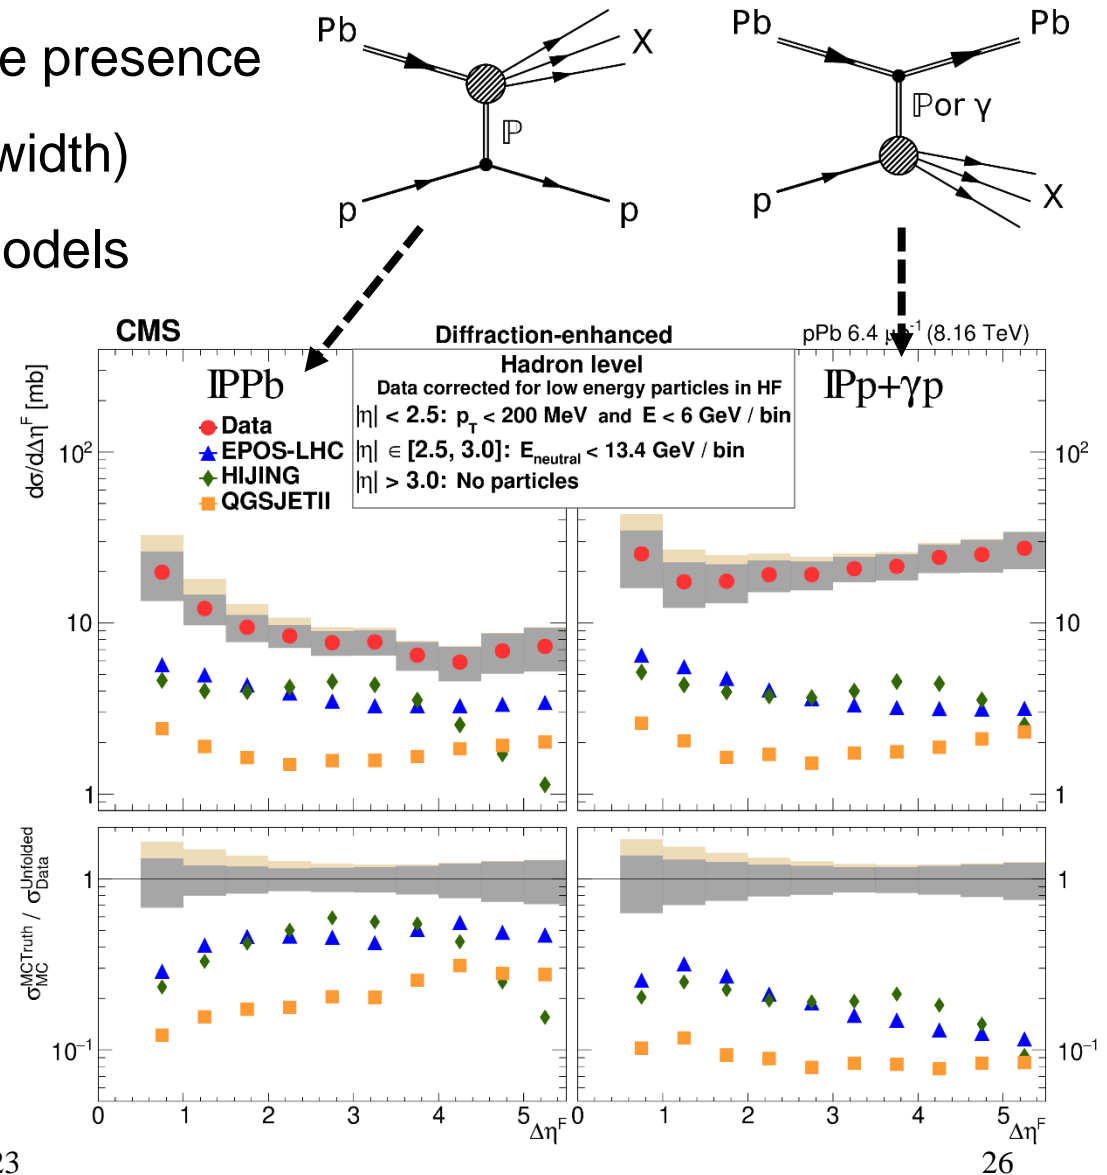 Pb
X
Pb
Pb
e presence
ℙ
ℙor γ
width)
p
p
p
X
odels
CMS
Diffraction-enhanced
pPb 6.4 μb⁻¹ (8.16 TeV)
Hadron level
Data corrected for low energy particles in HF
|η| < 2.5: p_T < 200 MeV and E < 6 GeV / bin
|η| ∈ [2.5, 3.0]: E_neutral < 13.4 GeV / bin
|η| > 3.0: No particles
IPPb
IPp+γp
Data
EPOS-LHC
HIJING
QGSJETII
dσ/dΔη^F [mb]
10²
10
1
10²
10
1
σ_MC^MCTruth / σ_Data^Unfolded
1
10⁻¹
1
10⁻¹
0 1 2 3 4 5
Δη^F
0 1 2 3 4 5
Δη^F
23
26